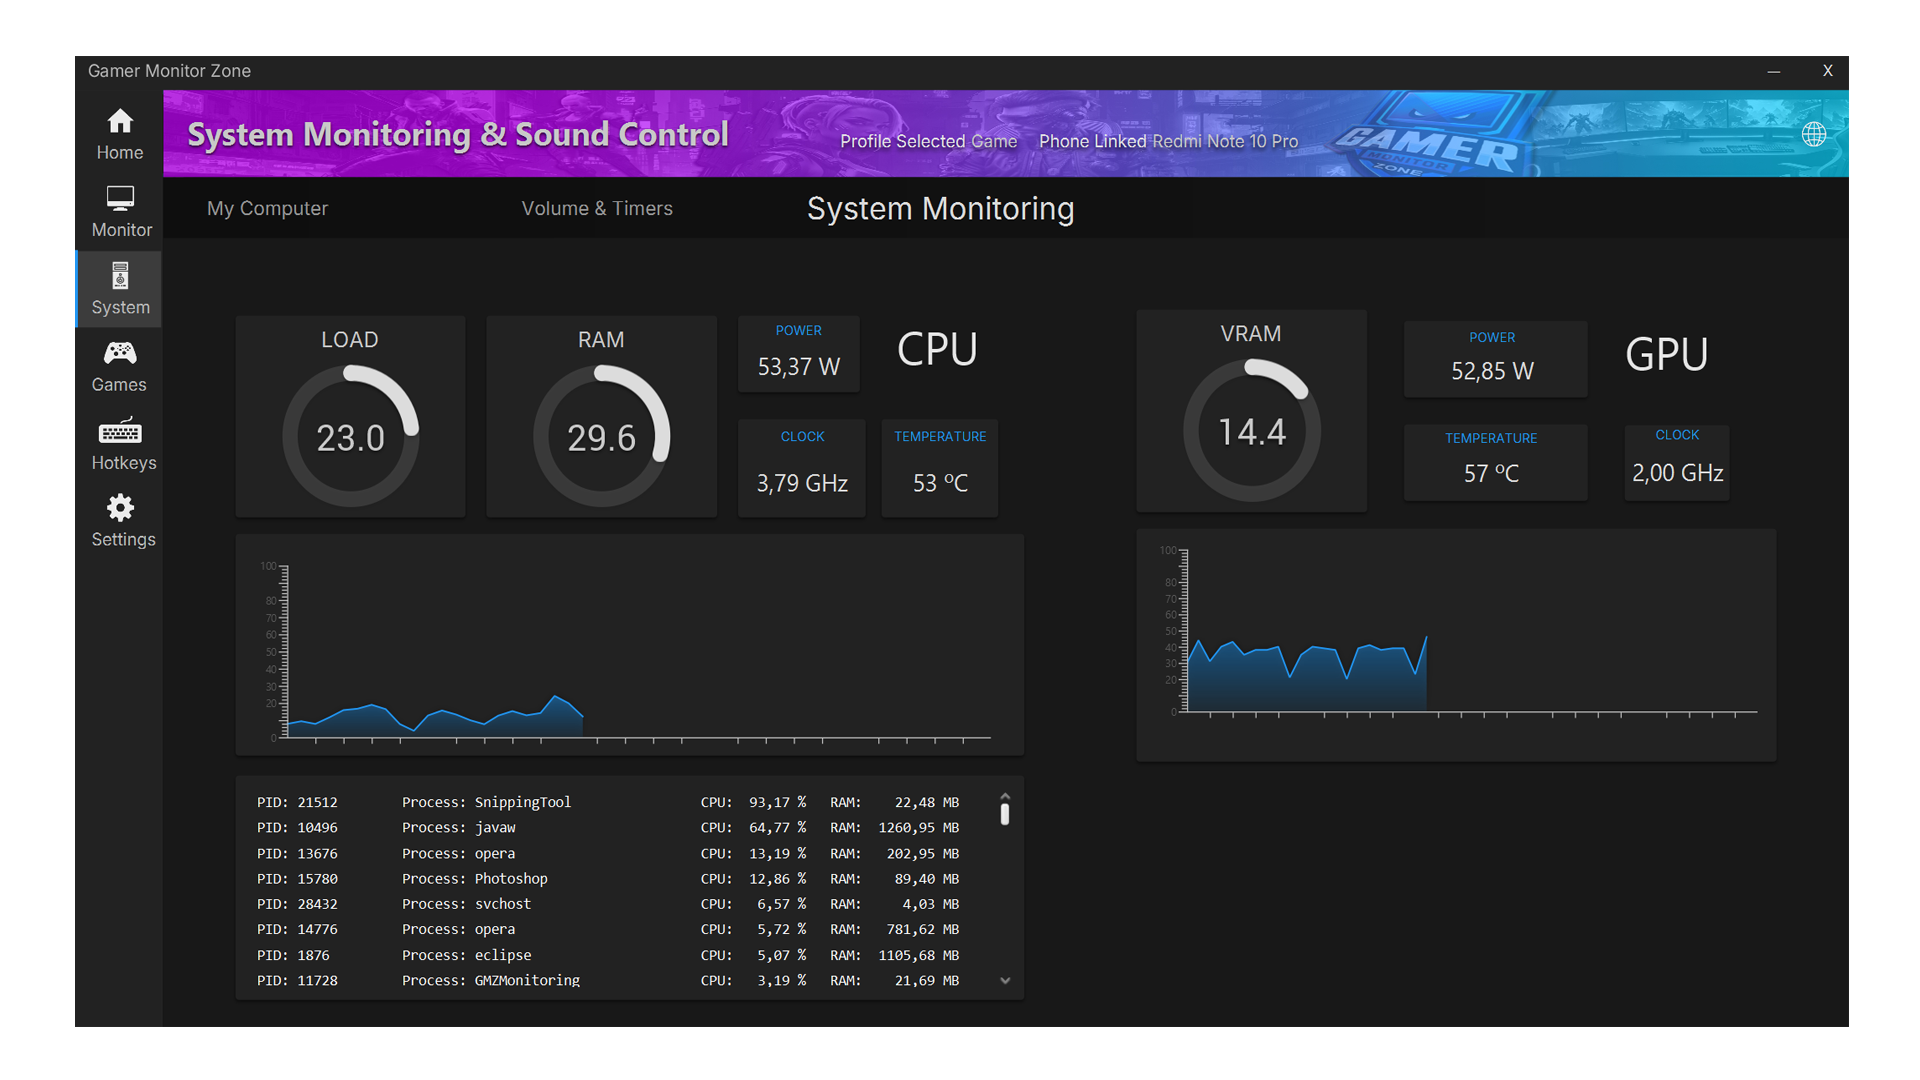 Gamer Monitor Zone
— X
Home
Monitor
System
Games
Hotkeys
Settings
System Monitoring & Sound Control
Profile Selected Game Phone Linked Redmi Note 10 Pro
GAMER
MONITOR
ZONE
My Computer Volume & Timers System Monitoring
LOAD
23.0
RAM
29.6
POWER
53,37 W
CPU
CLOCK
3,79 GHz
TEMPERATURE
53 ºC
VRAM
14.4
POWER
52,85 W
GPU
TEMPERATURE
57 ºC
CLOCK
2,00 GHz
100
80
70
60
50
40
30
20
0
100
80
70
60
50
40
30
20
0
PID: 21512 Process: SnippingTool CPU: 93,17 % RAM: 22,48 MB
PID: 10496 Process: javaw CPU: 64,77 % RAM: 1260,95 MB
PID: 13676 Process: opera CPU: 13,19 % RAM: 202,95 MB
PID: 15780 Process: Photoshop CPU: 12,86 % RAM: 89,40 MB
PID: 28432 Process: svchost CPU: 6,57 % RAM: 4,03 MB
PID: 14776 Process: opera CPU: 5,72 % RAM: 781,62 MB
PID: 1876 Process: eclipse CPU: 5,07 % RAM: 1105,68 MB
PID: 11728 Process: GMZMonitoring CPU: 3,19 % RAM: 21,69 MB